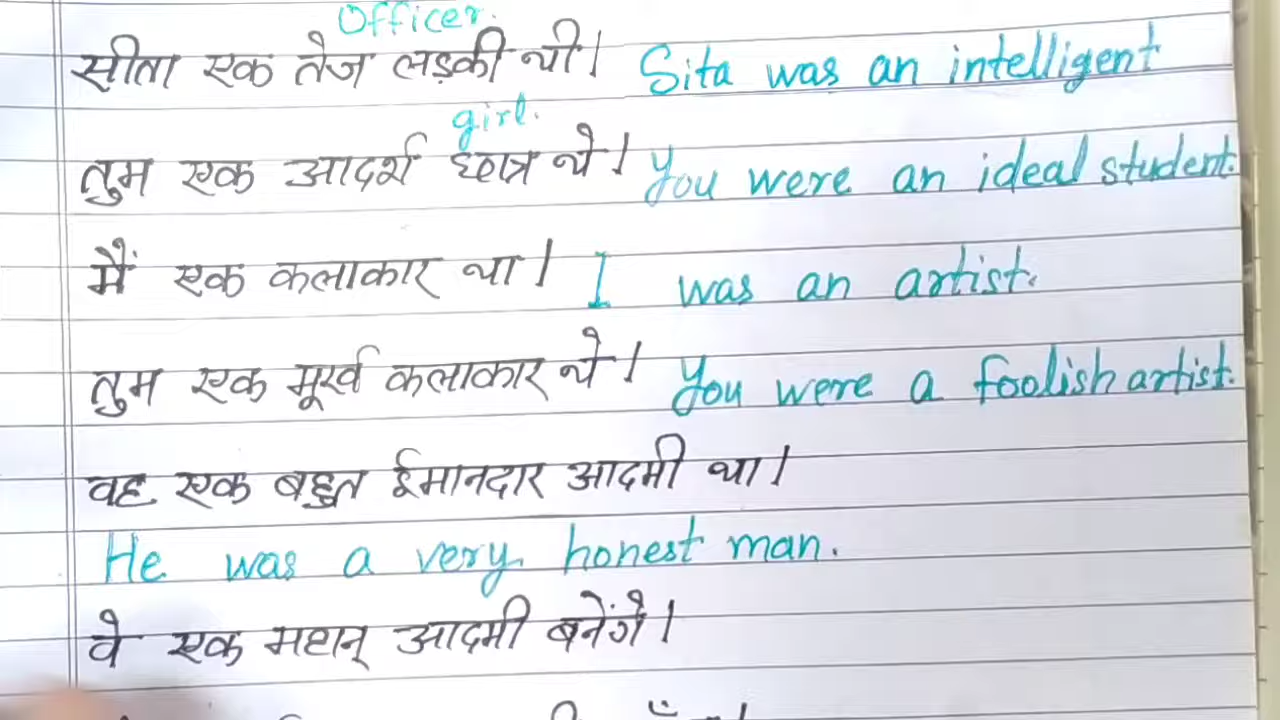 Officer.
सीता एक तेज लड़की थी। Sita was an intelligent
girl.
तुम एक आदर्श छात्र थे। You were an ideal student.
मैं एक कलाकार था। I was an artist.
तुम एक मूर्ख कलाकार थे। You were a foolish artist.
वह एक बहुत ईमानदार आदमी था।
He was a very honest man.
वे एक महान् आदमी बनेंगे।